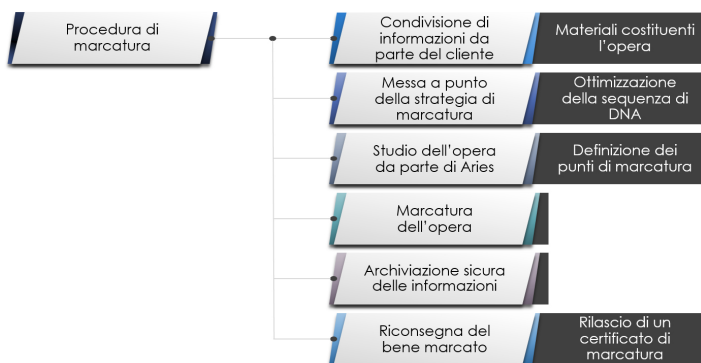 Procedura di
marcatura
Condivisione di
informazioni da
parte del cliente
Materiali costituenti
l'opera
Messa a punto
della strategia di
marcatura
Ottimizzazione
della sequenza di
DNA
Studio dell'opera
da parte di Aries
Definizione dei
punti di marcatura
Marcatura
dell'opera
Archiviazione sicura
delle informazioni
Riconsegna del
bene marcato
Rilascio di un
certificato di
marcatura